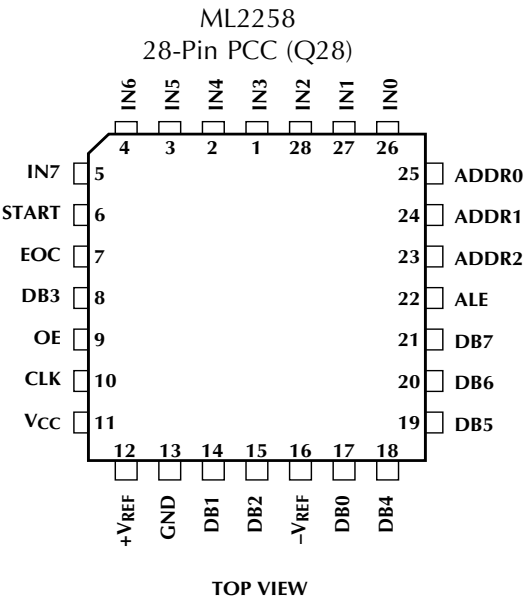 ML2258
28-Pin PCC (Q28)
IN6 IN5 IN4 IN3 IN2 IN1 IN0
4 3 2 1 28 27 26
IN7 5 25 ADDR0
START 6 24 ADDR1
EOC 7 23 ADDR2
DB3 8 22 ALE
OE 9 21 DB7
CLK 10 20 DB6
VCC 11 19 DB5
12 13 14 15 16 17 18
+VREF GND DB1 DB2 –VREF DB0 DB4
TOP VIEW